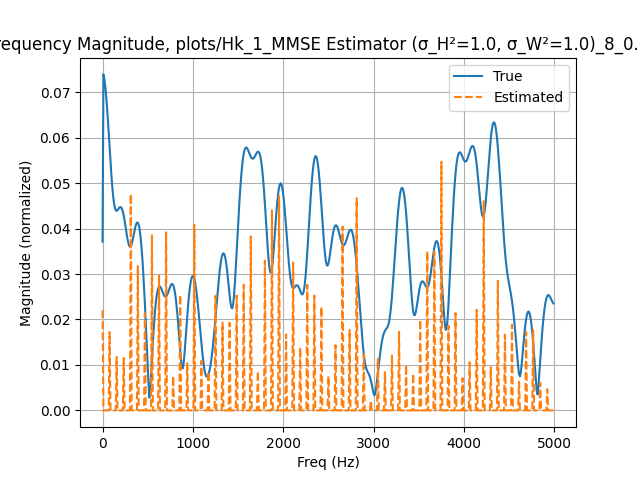 requency Magnitude, plots/Hk_1_MMSE Estimator (σ_H²=1.0, σ_W²=1.0)_8_0.
True
Estimated
Magnitude (normalized)
0.07
0.06
0.05
0.04
0.03
0.02
0.01
0.00
0 1000 2000 3000 4000 5000
Freq (Hz)